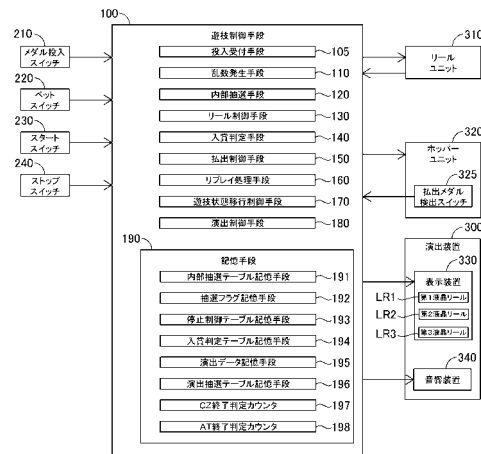 100
遊技制御手段
投入受付手段
105
乱数発生手段
110
内部抽選手段
120
リール制御手段
130
入賞判定手段
140
払出制御手段
150
リプレイ処理手段
160
遊技状態移行制御手段
170
演出制御手段
180
190
記憶手段
内部抽選テーブル記憶手段
191
抽選フラグ記憶手段
192
停止制御テーブル記憶手段
193
入賞判定テーブル記憶手段
194
演出データ記憶手段
195
演出抽選テーブル記憶手段
196
CZ終了判定カウンタ
197
AT終了判定カウンタ
198
210
メダル投入
スイッチ
220
ベット
スイッチ
230
スタート
スイッチ
240
ストップ
スイッチ
310
リール
ユニット
320
ホッパー
ユニット
325
払出メダル
検出スイッチ
300
演出装置
330
表示装置
LR1
第1液晶リール
LR2
第2液晶リール
LR3
第3液晶リール
340
音響装置